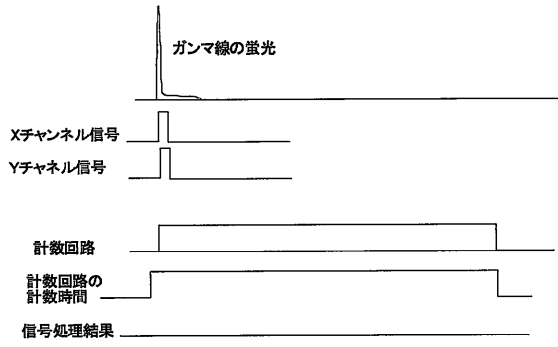 ガンマ線の蛍光
Xチャンネル信号
Yチャネル信号
計数回路
計数回路の
計数時間
信号処理結果